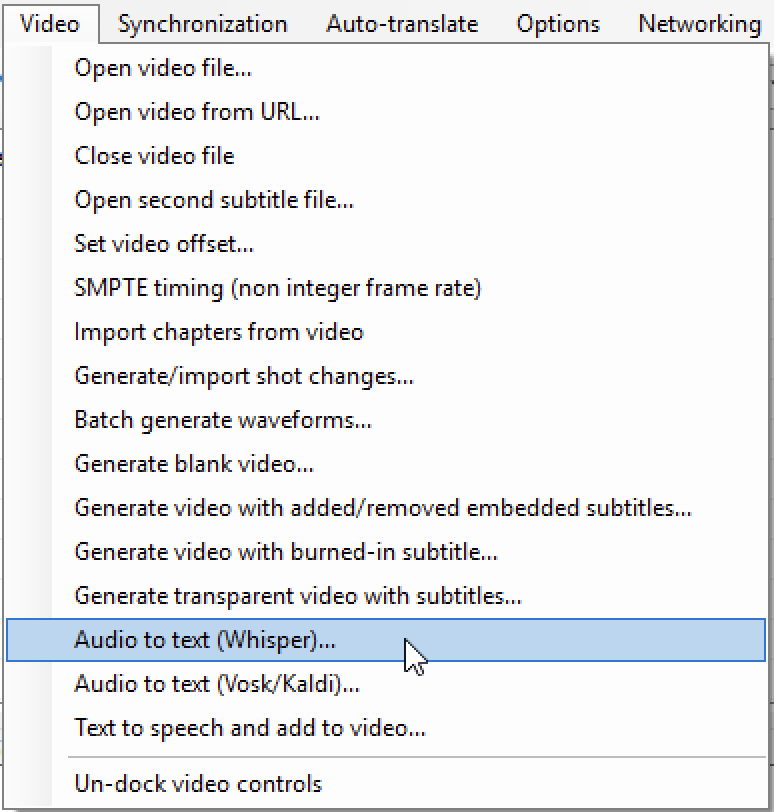 Video Synchronization Auto-translate Options Networking
Open video file...
Open video from URL...
Close video file
Open second subtitle file...
Set video offset...
SMPTE timing (non integer frame rate)
Import chapters from video
Generate/import shot changes...
Batch generate waveforms...
Generate blank video...
Generate video with added/removed embedded subtitles...
Generate video with burned-in subtitle...
Generate transparent video with subtitles...
Audio to text (Whisper)...
Audio to text (Vosk/Kaldi)...
Text to speech and add to video...
Un-dock video controls